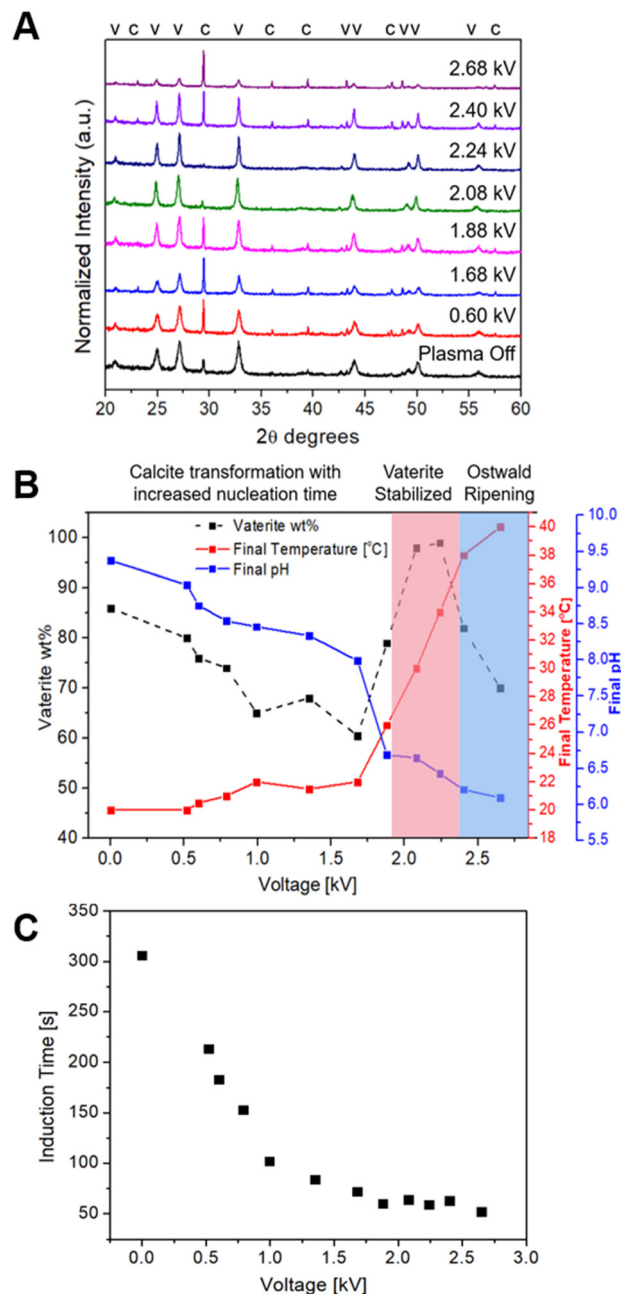 A
V C V V C V C C V V C V V V C
2.68 kV
2.40 kV
2.24 kV
2.08 kV
1.88 kV
1.68 kV
0.60 kV
Plasma Off
Normalized Intensity (a.u.)
20 25 30 35 40 45 50 55 60
2θ degrees
B
Calcite transformation with
increased nucleation time
Vaterite
Stabilized
Ostwald
Ripening
Vaterite wt%
Final Temperature [°C]
Final pH
100
90
80
70
60
50
40
Vaterite wt%
40
38
36
34
32
30
28
26
24
22
20
18
Final Temperature [°C]
10.0
9.5
9.0
8.5
8.0
7.5
7.0
6.5
6.0
5.5
Final pH
0.0 0.5 1.0 1.5 2.0 2.5
Voltage [kV]
C
350
300
250
200
150
100
50
Induction Time [s]
0.0 0.5 1.0 1.5 2.0 2.5 3.0
Voltage [kV]